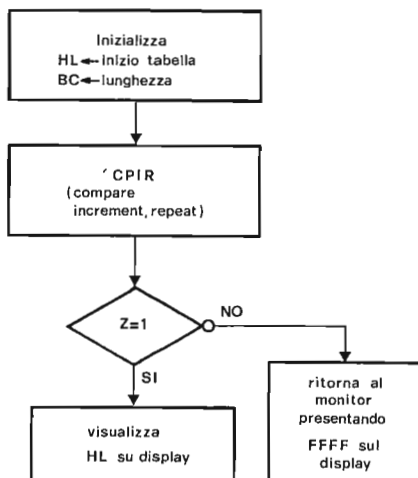 Inizializza
HL←inizio tabella
BC←lunghezza
CPIR
(compare
increment, repeat)
Z=1
NO
SI
visualizza
HL su display
ritorna al
monitor
presentando
FFFF sul
display